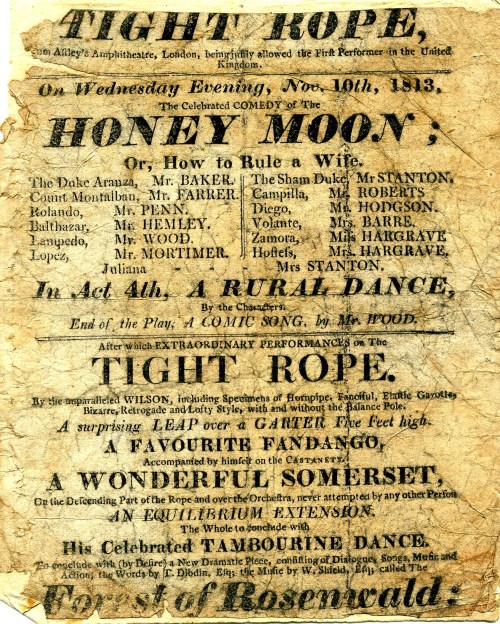 TIGHT ROPE,
Astley's Amphitheatre, London, being justly allowed the First Performer in the United
Kingdom.
On Wednesday Evening, Nov. 10th, 1813,
The Celebrated COMEDY of The
HONEY MOON;
Or, How to Rule a Wife.
The Duke Aranza, Mr. BAKER. The Sham Duke, Mr STANTON.
Count Montalban, Mr. FARRER. Campilla, Mr. ROBERTS
Rolando, Mr. PENN. Diego, Mr. HODGSON.
Balthazar, Mr. HEMLEY. Volante, Mrs. BARRE.
Lampedo, Mr. WOOD. Zamora, Miss HARGRAVE
Lopez, Mr. MORTIMER. Hostess, Mrs. HARGRAVE.
Juliana - - - Mrs STANTON.
In Act 4th, A RURAL DANCE,
By the Characters.
End of the Play, A COMIC SONG, by Mr. WOOD.
After which EXTRAORDINARY PERFORMANCES on The
TIGHT ROPE.
By the unparalleled WILSON, including Specimens of Hornpipe, Fanciful, Elastic Gavotte,
Bizarre, Retrogade and Lofty Style, with and without the Balance Pole.
A surprising LEAP over a GARTER Five Feet high.
A FAVOURITE FANDANGO,
Accompanied by himself on the CASTANETS.
A WONDERFUL SOMERSET,
On the Descending Part of the Rope and over the Orchestra, never attempted by any other Person
AN EQUILIBRIUM EXTENSION.
The Whole to conclude with
His Celebrated TAMBOURINE DANCE.
To conclude with (by Desire) a New Dramatic Piece, consisting of Dialogue, Songs, Music and
Action; the Words by T. Dibdin, Esq; the Music by W. Shield, Esq; called The
Forest of Rosenwald;